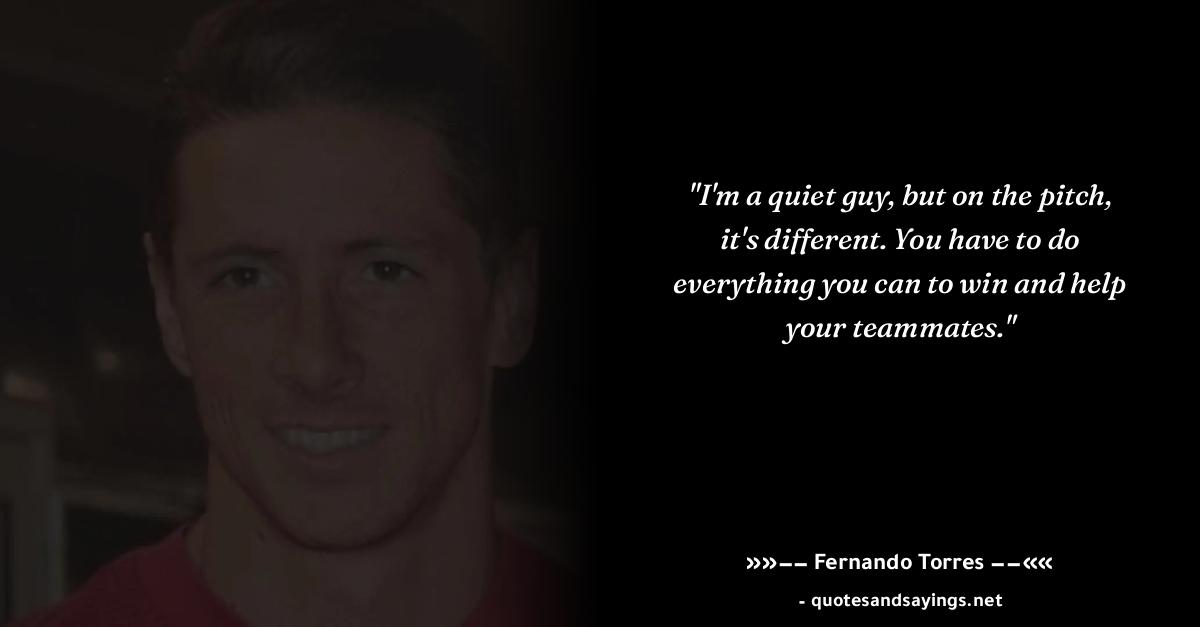 "I'm a quiet guy, but on the pitch,
it's different. You have to do
everything you can to win and help
your teammates."
»»–– Fernando Torres ––««
- quotesandsayings.net